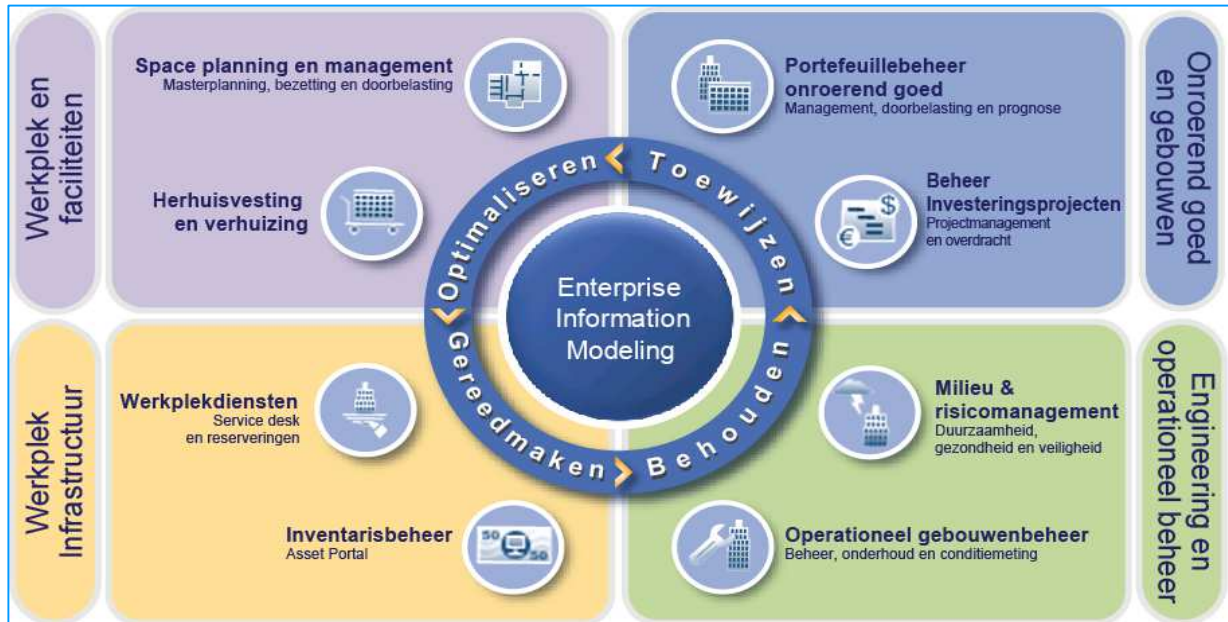 Werkplek en
faciliteiten
Space planning en management
Masterplanning, bezetting en doorbelasting
Herhuisvesting
en verhuizing
Portefeuillebeheer
onroerend goed
Management, doorbelasting en prognose
Beheer
Investeringsprojecten
Projectmanagement
en overdracht
Onroerend goed
en gebouwen
Optimaliseren
Toewijzen
Enterprise
Information
Modeling
Gereedmaken
Behouden
Werkplek
Infrastructuur
Werkplekdiensten
Service desk
en reserveringen
Inventarisbeheer
Asset Portal
50
50
Milieu &
risicomanagement
Duurzaamheid,
gezondheid en veiligheid
Operationeel gebouwenbeheer
Beheer, onderhoud en conditiemeting
Engineering en
operationeel beheer
$
€